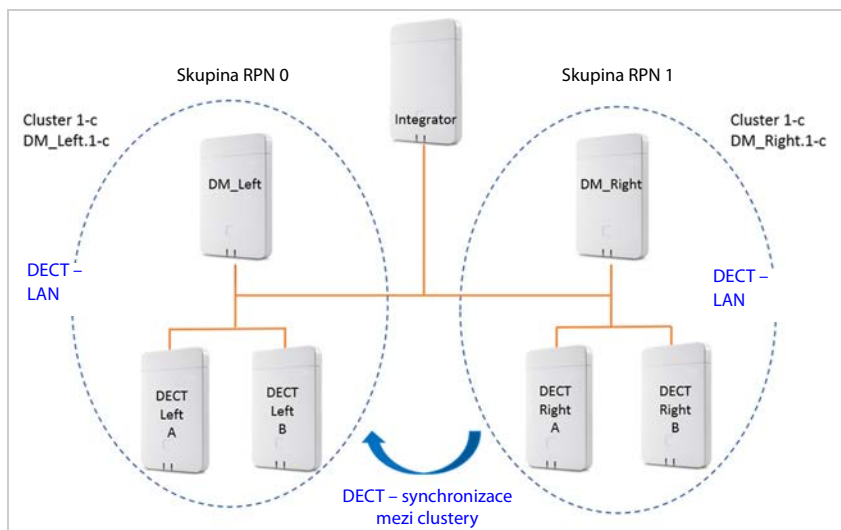 Skupina RPN 0
Skupina RPN 1
Integrator
Cluster 1-c
DM_Left.1-c
Cluster 1-c
DM_Right.1-c
DM_Left
DM_Right
DECT –
LAN
DECT –
LAN
DECT
Left
A
DECT
Left
B
DECT
Right
A
DECT
Right
B
DECT – synchronizace
mezi clustery